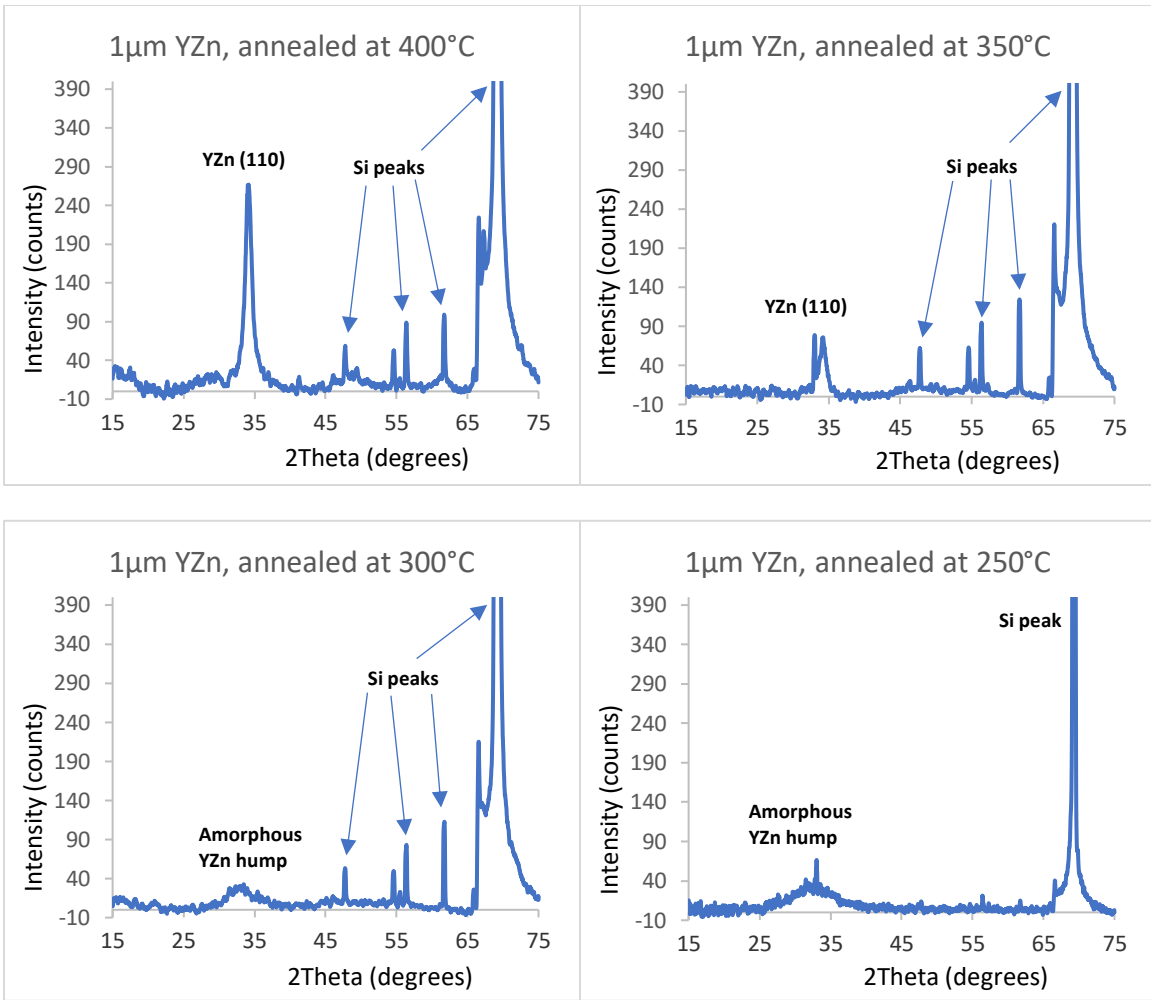 1µm YZn, annealed at 400°C
390
340
290
240
190
140
90
40
-10
Intensity (counts)
YZn (110)
Si peaks
15 25 35 45 55 65 75
2Theta (degrees)
1µm YZn, annealed at 350°C
390
340
290
240
190
140
90
40
-10
Intensity (counts)
YZn (110)
Si peaks
15 25 35 45 55 65 75
2Theta (degrees)
1µm YZn, annealed at 300°C
390
340
290
240
190
140
90
40
-10
Intensity (counts)
Si peaks
Amorphous
YZn hump
15 25 35 45 55 65 75
2Theta (degrees)
1µm YZn, annealed at 250°C
390
340
290
240
190
140
90
40
-10
Intensity (counts)
Si peak
Amorphous
YZn hump
15 25 35 45 55 65 75
2Theta (degrees)